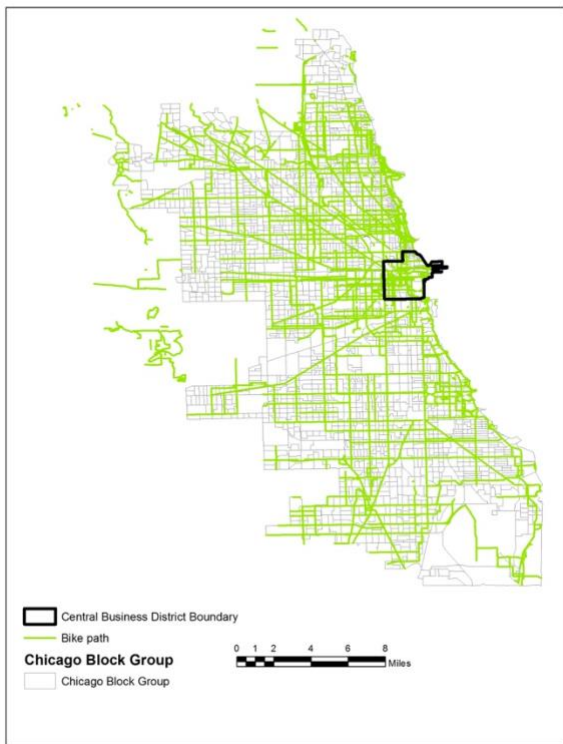 Central Business District Boundary
Bike path
Chicago Block Group
Chicago Block Group
0 1 2 4 6 8
Miles